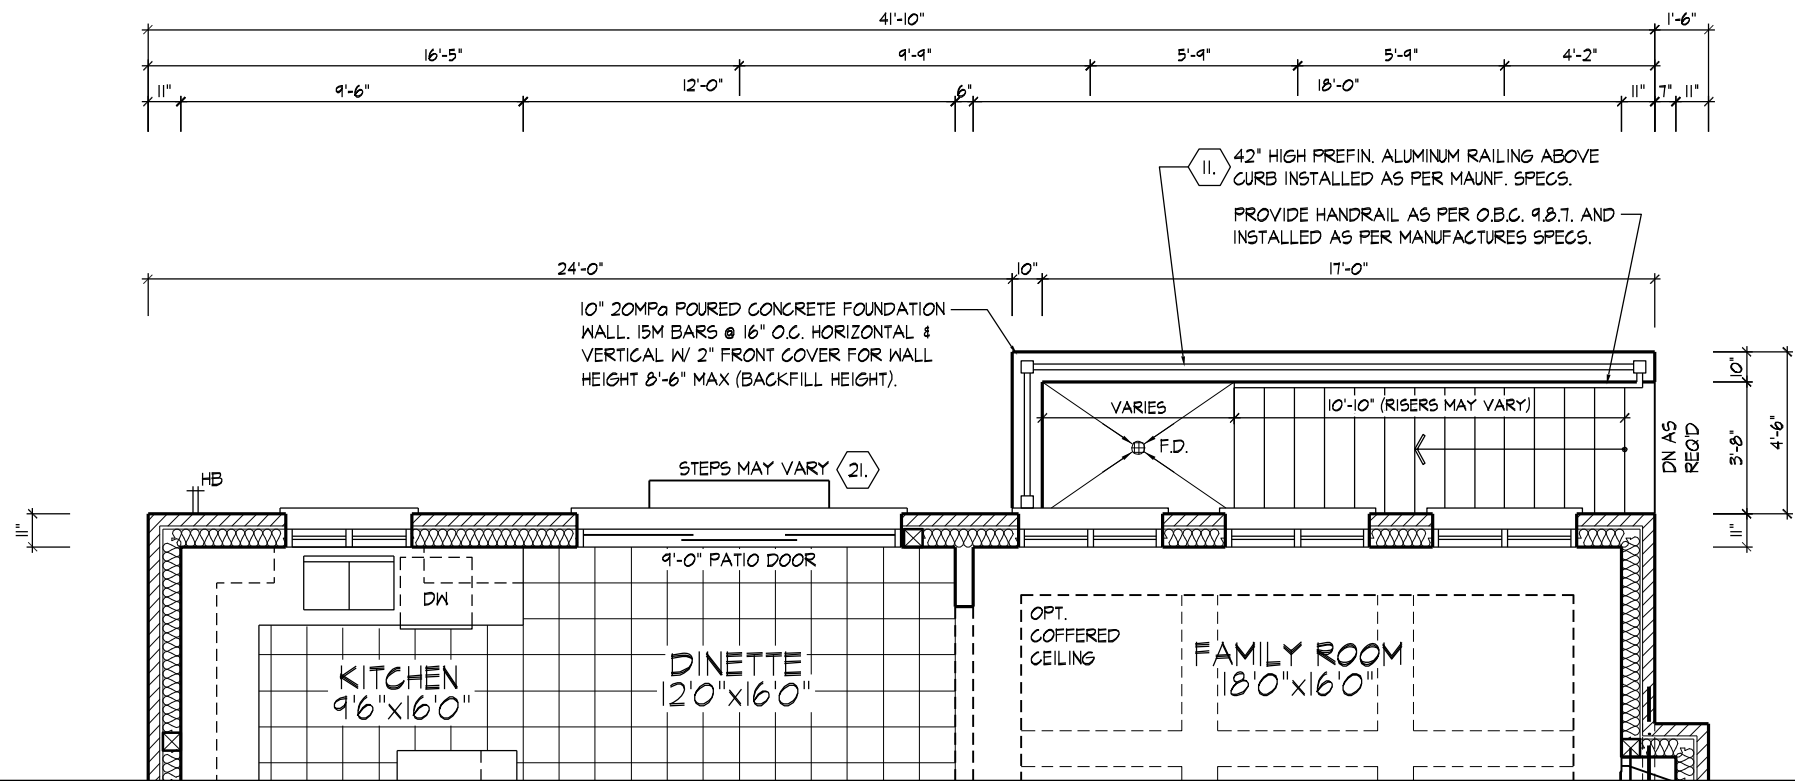 41'-10"
1'-6"
16'-5"
9'-9"
5'-9"
5'-9"
4'-2"
11"
9'-6"
12'-0"
6"
18'-0"
11"
7"
11"
11.
42" HIGH PREFIN. ALUMINUM RAILING ABOVE
CURB INSTALLED AS PER MAUNF. SPECS.
PROVIDE HANDRAIL AS PER O.B.C. 9.8.7. AND
INSTALLED AS PER MANUFACTURES SPECS.
24'-0"
10"
17'-0"
10" 20MPa POURED CONCRETE FOUNDATION
WALL. 15M BARS @ 16" O.C. HORIZONTAL &
VERTICAL W/ 2" FRONT COVER FOR WALL
HEIGHT 8'-6" MAX (BACKFILL HEIGHT).
10"
VARIES
10'-10" (RISERS MAY VARY)
F.D.
DN AS
REQ'D
3'-8"
4'-6"
STEPS MAY VARY
21.
HB
11"
11"
9'-0" PATIO DOOR
DW
OPT.
COFFERED
CEILING
KITCHEN
9'6"x16'0"
DINETTE
12'0"x16'0"
FAMILY ROOM
18'0"x16'0"